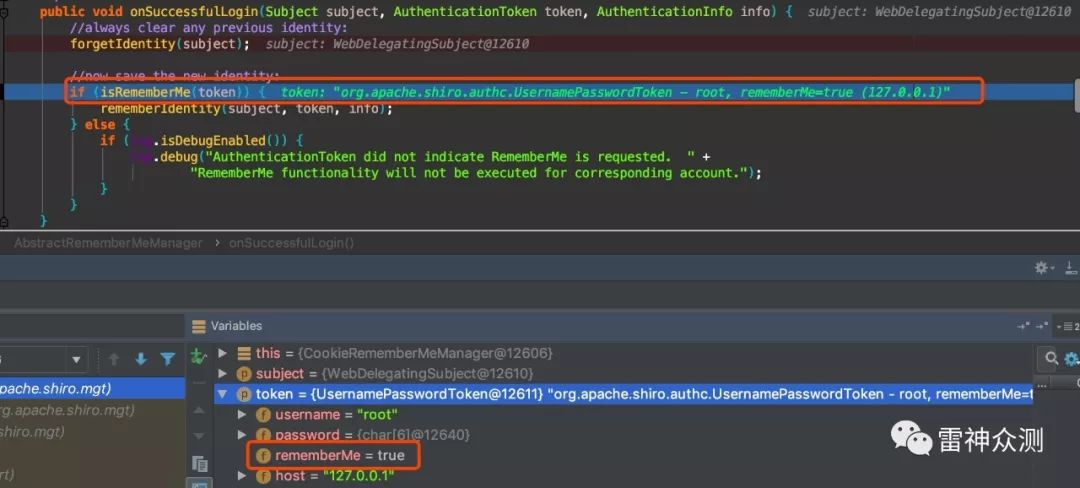 public void onSuccessfulLogin(Subject subject, AuthenticationToken token, AuthenticationInfo info) { subject: WebDelegatingSubject@12610
//always clear any previous identity:
forgetIdentity(subject); subject: WebDelegatingSubject@12610
//now save the new identity:
if (isRememberMe(token)) { token: "org.apache.shiro.authc.UsernamePasswordToken - root, rememberMe=true (127.0.0.1)"
rememberIdentity(subject, token, info);
} else {
if (log.isDebugEnabled()) {
log.debug("AuthenticationToken did not indicate RememberMe is requested. " +
"RememberMe functionality will not be executed for corresponding account.");
}
}
}
AbstractRememberMeManager › onSuccessfulLogin()
Variables
this = {CookieRememberMeManager@12606}
subject = {WebDelegatingSubject@12610}
pache.shiro.mgt)
token = {UsernamePasswordToken@12611} "org.apache.shiro.authc.UsernamePasswordToken - root, rememberMe=t
rg.apache.shiro.mgt)
username = "root"
shiro.mgt)
password = {char[6]@12640}
rememberMe = true
host = "127.0.0.1"
rt)
雷神众测